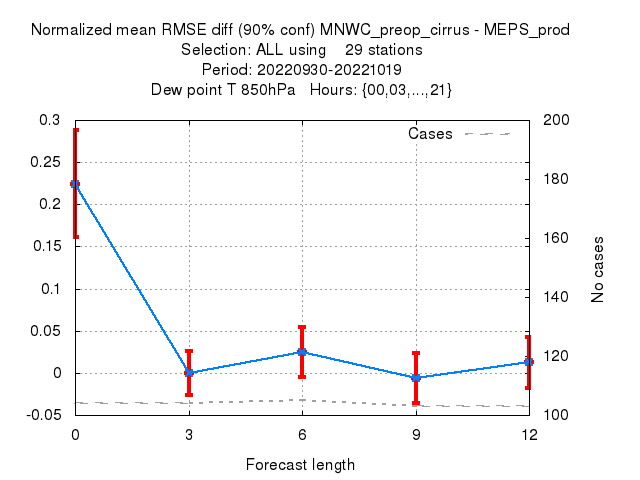 Normalized mean RMSE diff (90% conf) MNWC_preop_cirrus - MEPS_prod
Selection: ALL using    29 stations
Period: 20220930-20221019
Dew point T 850hPa   Hours: {00,03,...,21}
Cases
0.3
0.25
0.2
0.15
0.1
0.05
0
-0.05
200
180
160
140
120
100
No cases
0 3 6 9 12
Forecast length